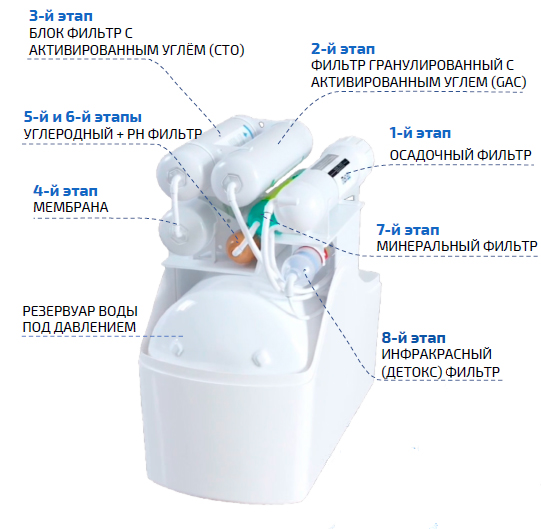 3-й этап
БЛОК ФИЛЬТР С
АКТИВИРОВАННЫМ УГЛЁМ (CTO)
2-й этап
ФИЛЬТР ГРАНУЛИРОВАННЫЙ С
АКТИВИРОВАННЫМ УГЛЕМ (GAC)
5-й и 6-й этапы
УГЛЕРОДНЫЙ + PH ФИЛЬТР
1-й этап
ОСАДОЧНЫЙ ФИЛЬТР
4-й этап
МЕМБРАНА
7-й этап
МИНЕРАЛЬНЫЙ ФИЛЬТР
РЕЗЕРВУАР ВОДЫ
ПОД ДАВЛЕНИЕМ
8-й этап
ИНФРАКРАСНЫЙ
(ДЕТОКС) ФИЛЬТР